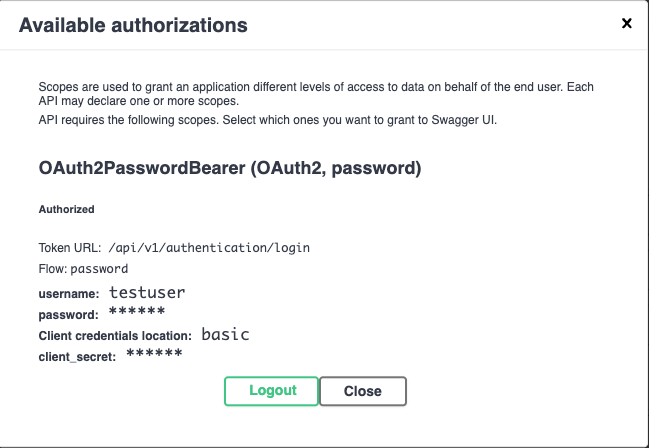 Available authorizations
Scopes are used to grant an application different levels of access to data on behalf of the end user. Each
API may declare one or more scopes.
API requires the following scopes. Select which ones you want to grant to Swagger UI.
OAuth2PasswordBearer (OAuth2, password)
Authorized
Token URL: /api/v1/authentication/login
Flow: password
username: testuser
password: ******
Client credentials location: basic
client_secret: ******
Logout Close